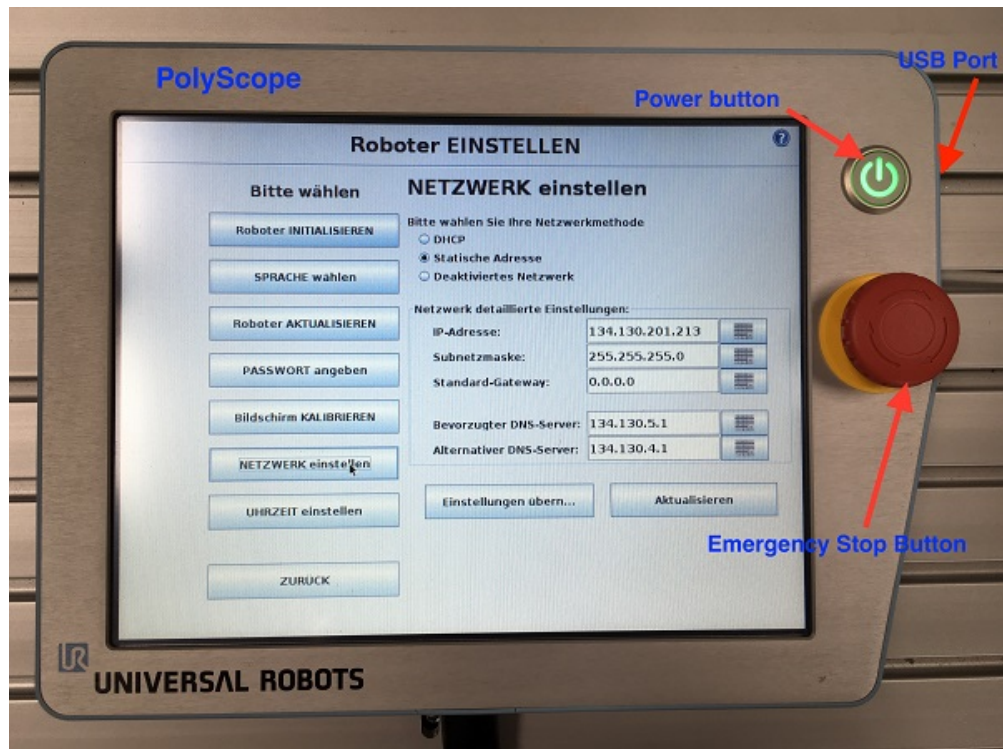 PolyScope
USB Port
Power button
Roboter EINSTELLEN
?
Bitte wählen
NETZWERK einstellen
Roboter INITIALISIEREN
Bitte wählen Sie Ihre Netzwerkmethode
DHCP
SPRACHE wählen
Statische Adresse
Deaktiviertes Netzwerk
Roboter AKTUALISIEREN
Netzwerk detaillierte Einstellungen:
IP-Adresse: 134.130.201.213
PASSWORT angeben
Subnetzmaske: 255.255.255.0
Standard-Gateway: 0.0.0.0
Bildschirm KALIBRIEREN
Bevorzugter DNS-Server: 134.130.5.1
Alternativer DNS-Server: 134.130.4.1
NETZWERK einstellen
Einstellungen übern...
Aktualisieren
UHRZEIT einstellen
Emergency Stop Button
ZURÜCK
UR
UNIVERSAL ROBOTS